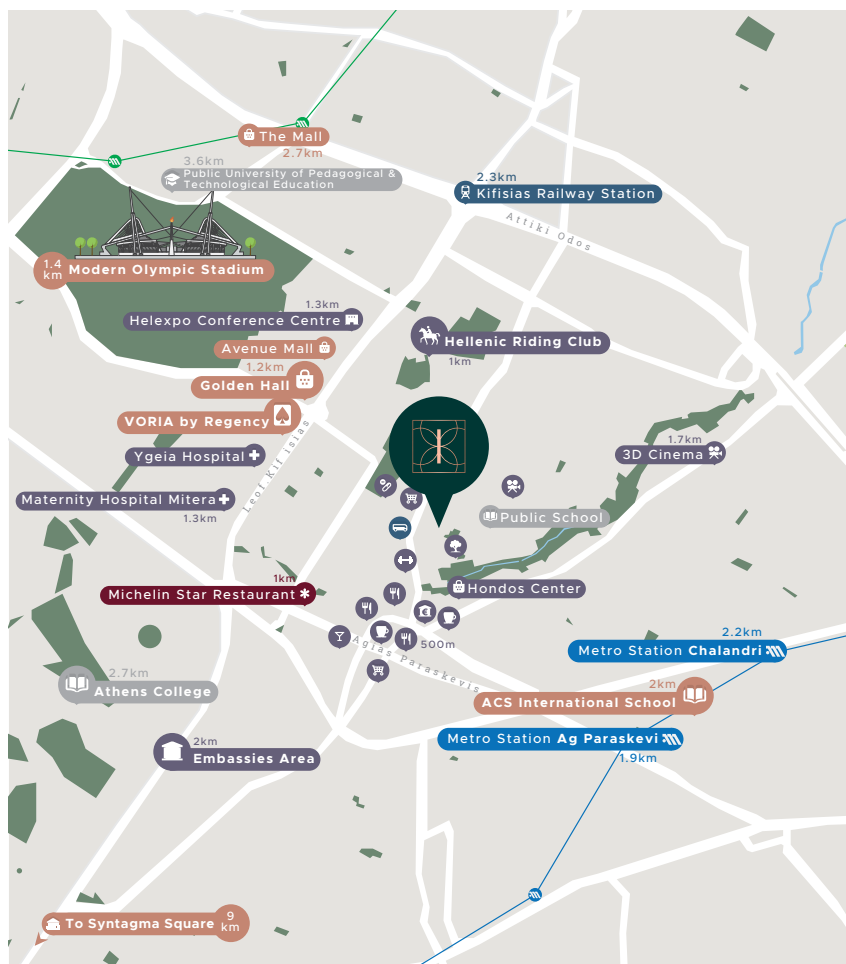 The Mall
2.7km
3.6km
Public University of Pedagogical &
Technological Education
2.3km
Kifisias Railway Station
Attiki Odos
1.4
km
Modern Olympic Stadium
1.3km
Helexpo Conference Centre
Avenue Mall
1.2km
Golden Hall
Hellenic Riding Club
1km
VORIA by Regency
Leof.Kif isias
Ygeia Hospital
1.7km
3D Cinema
Maternity Hospital Mitera
1.3km
Public School
1km
Michelin Star Restaurant
Hondos Center
500m
Agias Paraskevis
2.2km
Metro Station Chalandri
2.7km
Athens College
2km
ACS International School
Metro Station Ag Paraskevi
1.9km
2km
Embassies Area
To Syntagma Square
9
km